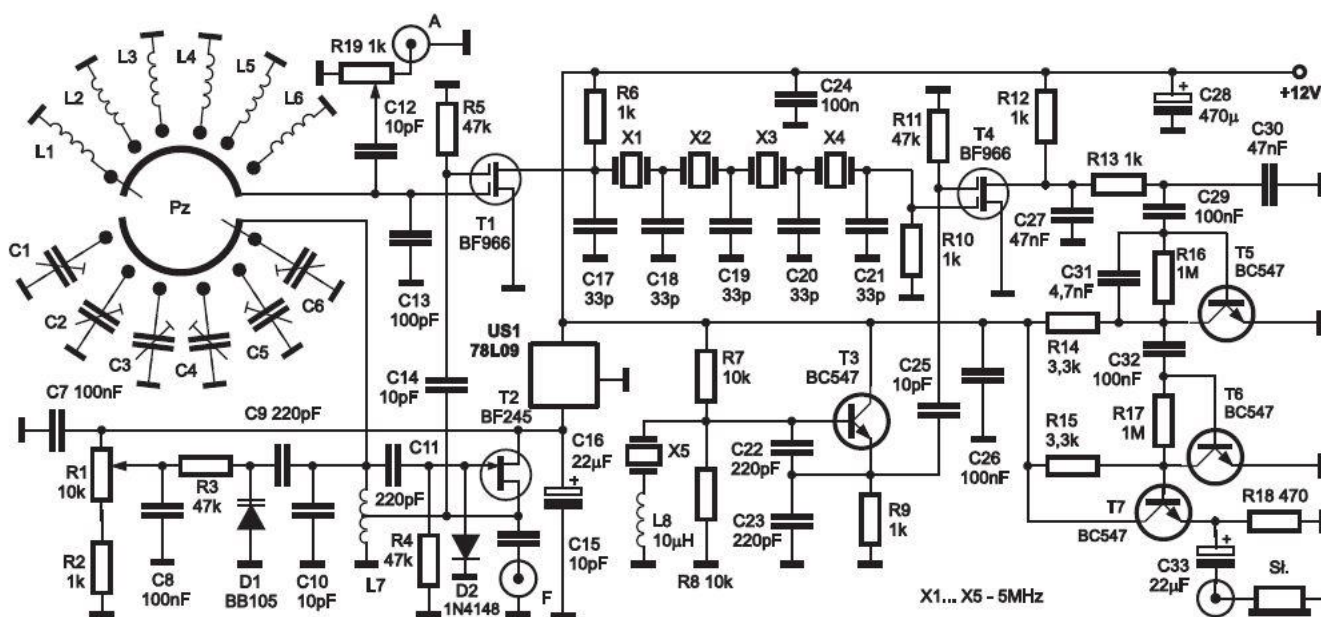 A
R19 1k
L1
L2
L3
L4
L5
L6
C12
10pF
R5
47k
R6
1k
X1
X2
X3
X4
C24
100n
R11
47k
T4
BF966
R12
1k
C28
470µ
+
+12V
C30
47nF
R13 1k
Pz
T1
BF966
C13
100pF
C17
33p
C18
33p
C19
33p
C20
33p
C21
33p
R10
1k
C27
47nF
C29
100nF
C31
4,7nF
R16
1M
T5
BC547
C1
C2
C3
C4
C5
C6
US1
78L09
C14
10pF
T2
BF245
R7
10k
T3
BC547
C25
10pF
C26
100nF
R14
3,3k
C32
100nF
T6
BC547
R15
3,3k
R17
1M
C7 100nF
C9 220pF
R1
10k
R3
47k
C11
220pF
C16
22µF
+
X5
C22
220pF
T7
BC547
R18 470
R2
1k
C8
100nF
D1
BB105
C10
10pF
L7
R4
47k
D2
1N4148
F
C15
10pF
L8
10µH
R8 10k
C23
220pF
R9
1k
X1... X5 - 5MHz
C33
22µF
+
Sł.